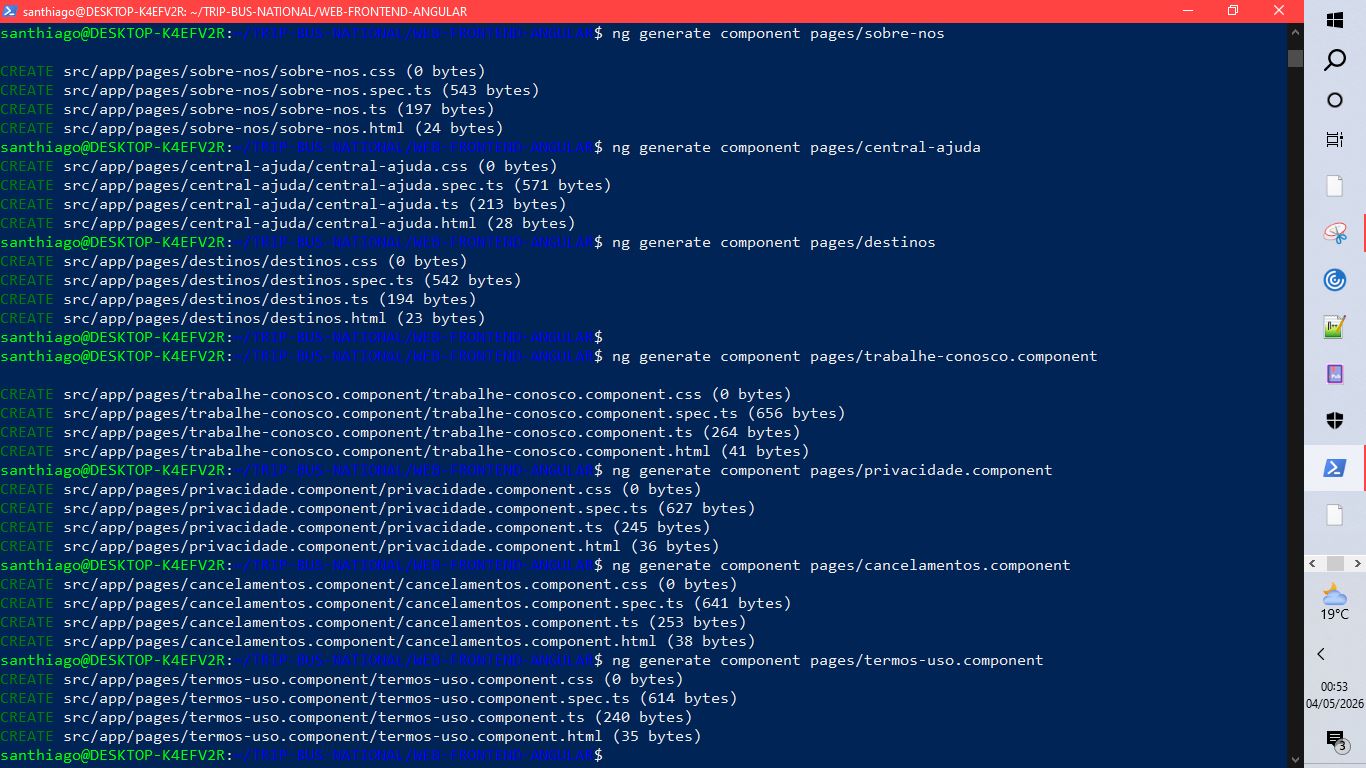 santhiago@DESKTOP-K4EFV2R: ~/TRIP-BUS-NATIONAL/WEB-FRONTEND-ANGULAR
santhiago@DESKTOP-K4EFV2R:~/TRIP-BUS-NATIONAL/WEB-FRONTEND-ANGULAR$ ng generate component pages/sobre-nos
CREATE src/app/pages/sobre-nos/sobre-nos.css (0 bytes)
CREATE src/app/pages/sobre-nos/sobre-nos.spec.ts (543 bytes)
CREATE src/app/pages/sobre-nos/sobre-nos.ts (197 bytes)
CREATE src/app/pages/sobre-nos/sobre-nos.html (24 bytes)
santhiago@DESKTOP-K4EFV2R:~/TRIP-BUS-NATIONAL/WEB-FRONTEND-ANGULAR$ ng generate component pages/central-ajuda
CREATE src/app/pages/central-ajuda/central-ajuda.css (0 bytes)
CREATE src/app/pages/central-ajuda/central-ajuda.spec.ts (571 bytes)
CREATE src/app/pages/central-ajuda/central-ajuda.ts (213 bytes)
CREATE src/app/pages/central-ajuda/central-ajuda.html (28 bytes)
santhiago@DESKTOP-K4EFV2R:~/TRIP-BUS-NATIONAL/WEB-FRONTEND-ANGULAR$ ng generate component pages/destinos
CREATE src/app/pages/destinos/destinos.css (0 bytes)
CREATE src/app/pages/destinos/destinos.spec.ts (542 bytes)
CREATE src/app/pages/destinos/destinos.ts (194 bytes)
CREATE src/app/pages/destinos/destinos.html (23 bytes)
santhiago@DESKTOP-K4EFV2R:~/TRIP-BUS-NATIONAL/WEB-FRONTEND-ANGULAR$
santhiago@DESKTOP-K4EFV2R:~/TRIP-BUS-NATIONAL/WEB-FRONTEND-ANGULAR$ ng generate component pages/trabalhe-conosco.component
CREATE src/app/pages/trabalhe-conosco.component/trabalhe-conosco.component.css (0 bytes)
CREATE src/app/pages/trabalhe-conosco.component/trabalhe-conosco.component.spec.ts (656 bytes)
CREATE src/app/pages/trabalhe-conosco.component/trabalhe-conosco.component.ts (264 bytes)
CREATE src/app/pages/trabalhe-conosco.component/trabalhe-conosco.component.html (41 bytes)
santhiago@DESKTOP-K4EFV2R:~/TRIP-BUS-NATIONAL/WEB-FRONTEND-ANGULAR$ ng generate component pages/privacidade.component
CREATE src/app/pages/privacidade.component/privacidade.component.css (0 bytes)
CREATE src/app/pages/privacidade.component/privacidade.component.spec.ts (627 bytes)
CREATE src/app/pages/privacidade.component/privacidade.component.ts (245 bytes)
CREATE src/app/pages/privacidade.component/privacidade.component.html (36 bytes)
santhiago@DESKTOP-K4EFV2R:~/TRIP-BUS-NATIONAL/WEB-FRONTEND-ANGULAR$ ng generate component pages/cancelamentos.component
CREATE src/app/pages/cancelamentos.component/cancelamentos.component.css (0 bytes)
CREATE src/app/pages/cancelamentos.component/cancelamentos.component.spec.ts (641 bytes)
CREATE src/app/pages/cancelamentos.component/cancelamentos.component.ts (253 bytes)
CREATE src/app/pages/cancelamentos.component/cancelamentos.component.html (38 bytes)
santhiago@DESKTOP-K4EFV2R:~/TRIP-BUS-NATIONAL/WEB-FRONTEND-ANGULAR$ ng generate component pages/termos-uso.component
CREATE src/app/pages/termos-uso.component/termos-uso.component.css (0 bytes)
CREATE src/app/pages/termos-uso.component/termos-uso.component.spec.ts (614 bytes)
CREATE src/app/pages/termos-uso.component/termos-uso.component.ts (240 bytes)
CREATE src/app/pages/termos-uso.component/termos-uso.component.html (35 bytes)
santhiago@DESKTOP-K4EFV2R:~/TRIP-BUS-NATIONAL/WEB-FRONTEND-ANGULAR$
19°C
00:53
04/05/2026
3